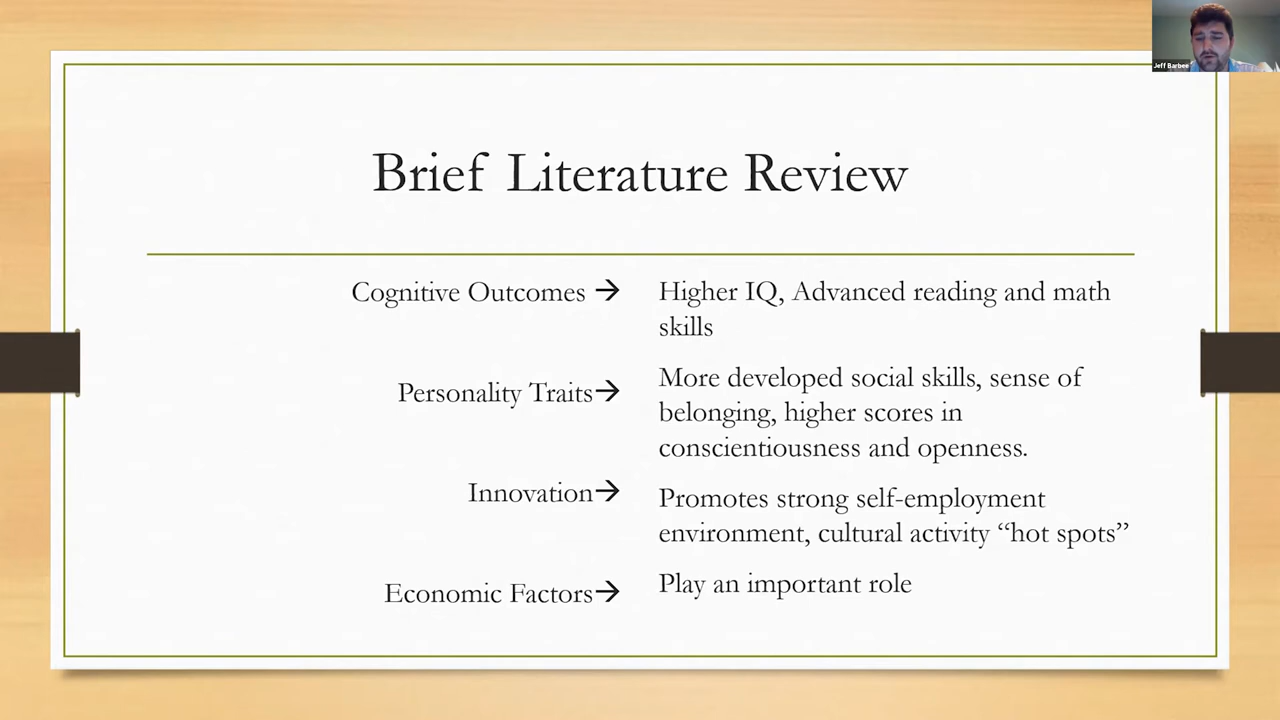 Jeff Barbee
Brief Literature Review
Cognitive Outcomes →
Higher IQ, Advanced reading and math
skills
Personality Traits→
More developed social skills, sense of
belonging, higher scores in
conscientiousness and openness.
Innovation→
Promotes strong self-employment
environment, cultural activity “hot spots”
Economic Factors→
Play an important role